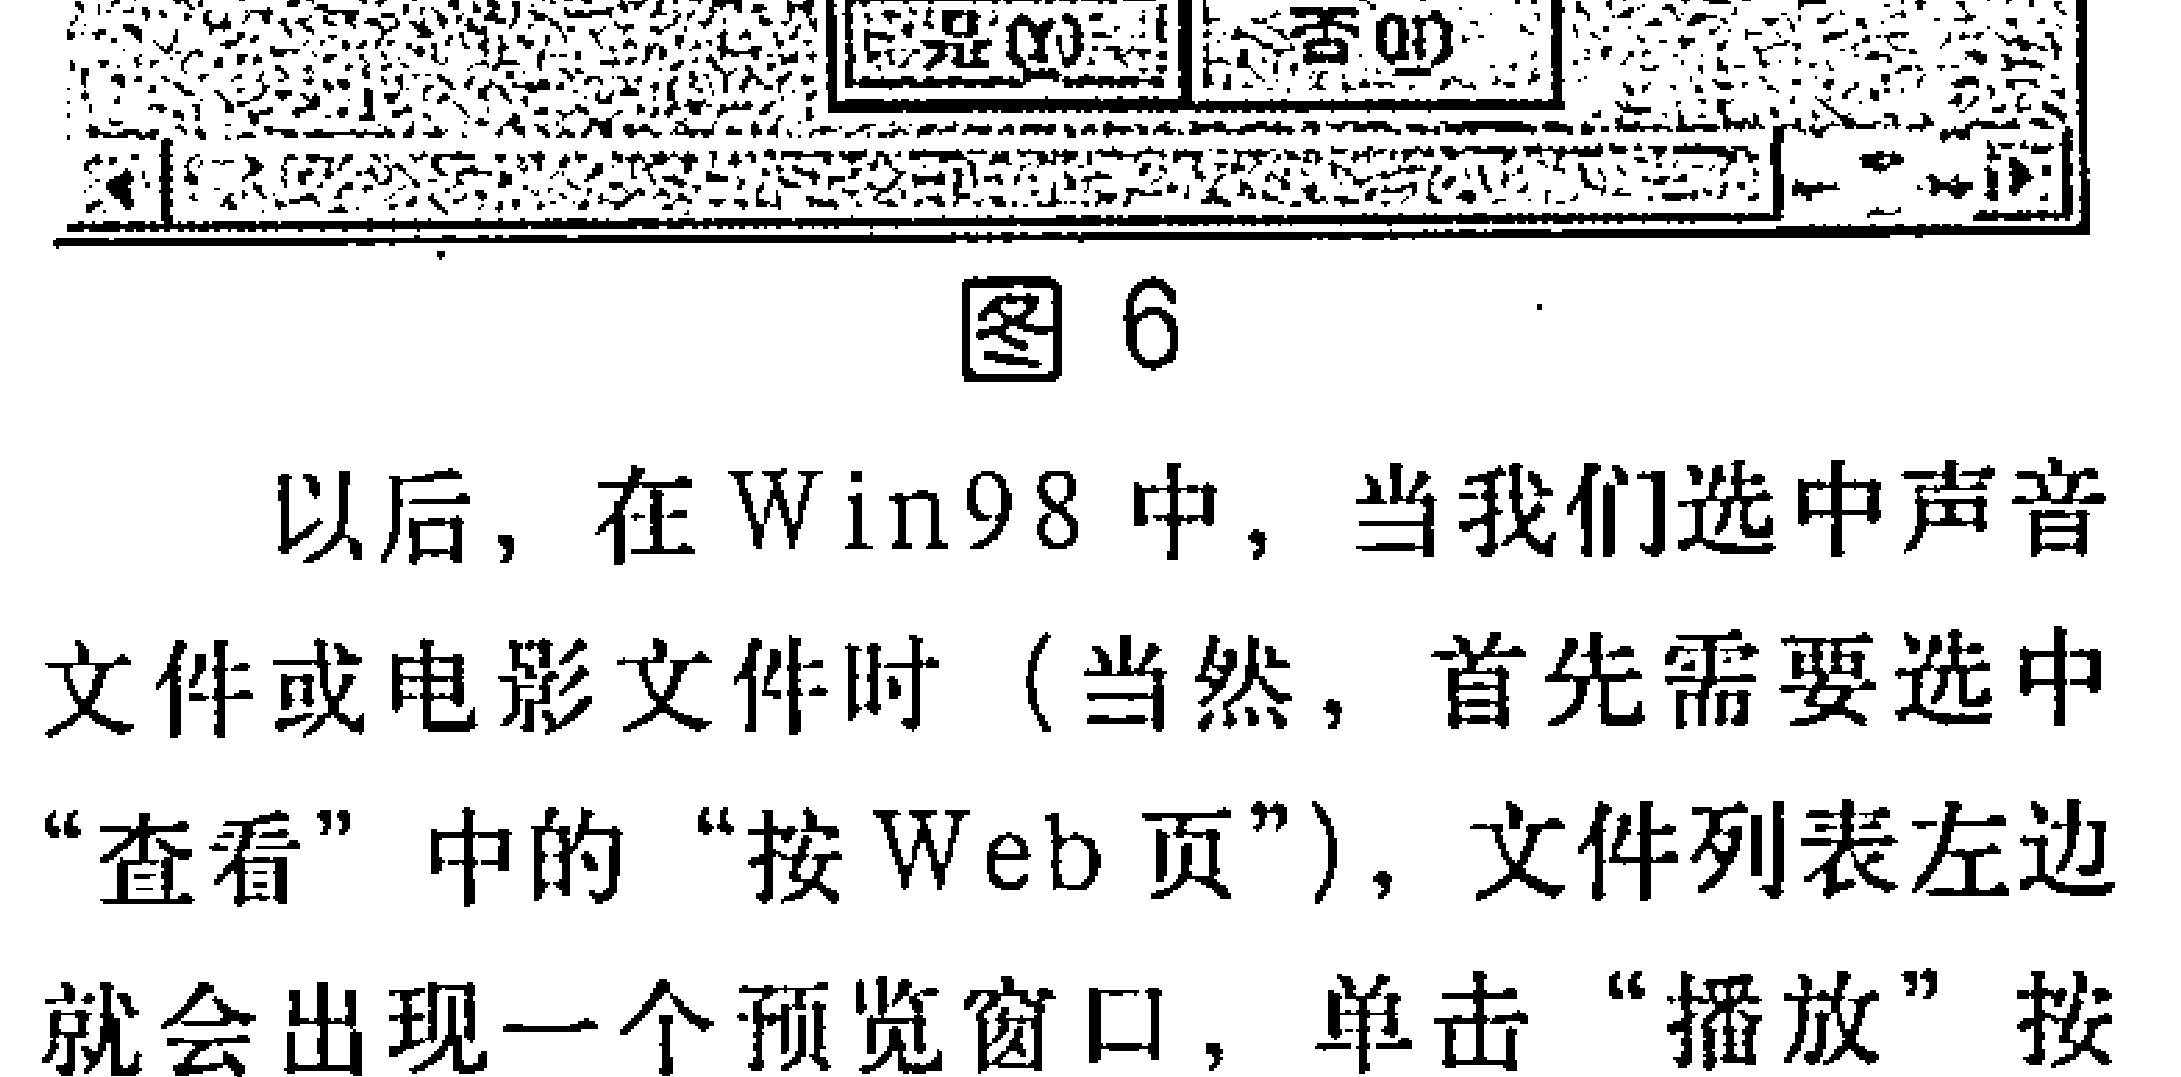 是(Y) 否(N)
图 6
以后，在Win98 中，当我们选中声音
文件或电影文件时（当然，首先需要选中
“查看”中的“按 Web 页”)，文件列表左边
就会出现一个预览窗口，单击“播放”按